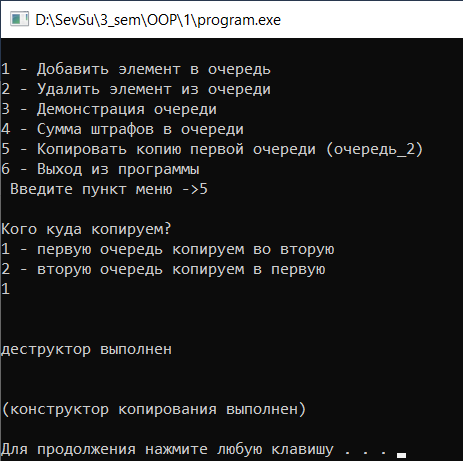 D:\SevSu\3_sem\OOP\1\program.exe
1 - Добавить элемент в очередь
2 - Удалить элемент из очереди
3 - Демонстрация очереди
4 - Сумма штрафов в очереди
5 - Копировать копию первой очереди (очередь_2)
6 - Выход из программы
Введите пункт меню ->5
Кого куда копируем?
1 - первую очередь копируем во вторую
2 - вторую очередь копируем в первую
1
деструктор выполнен
(конструктор копирования выполнен)
Для продолжения нажмите любую клавишу . . .